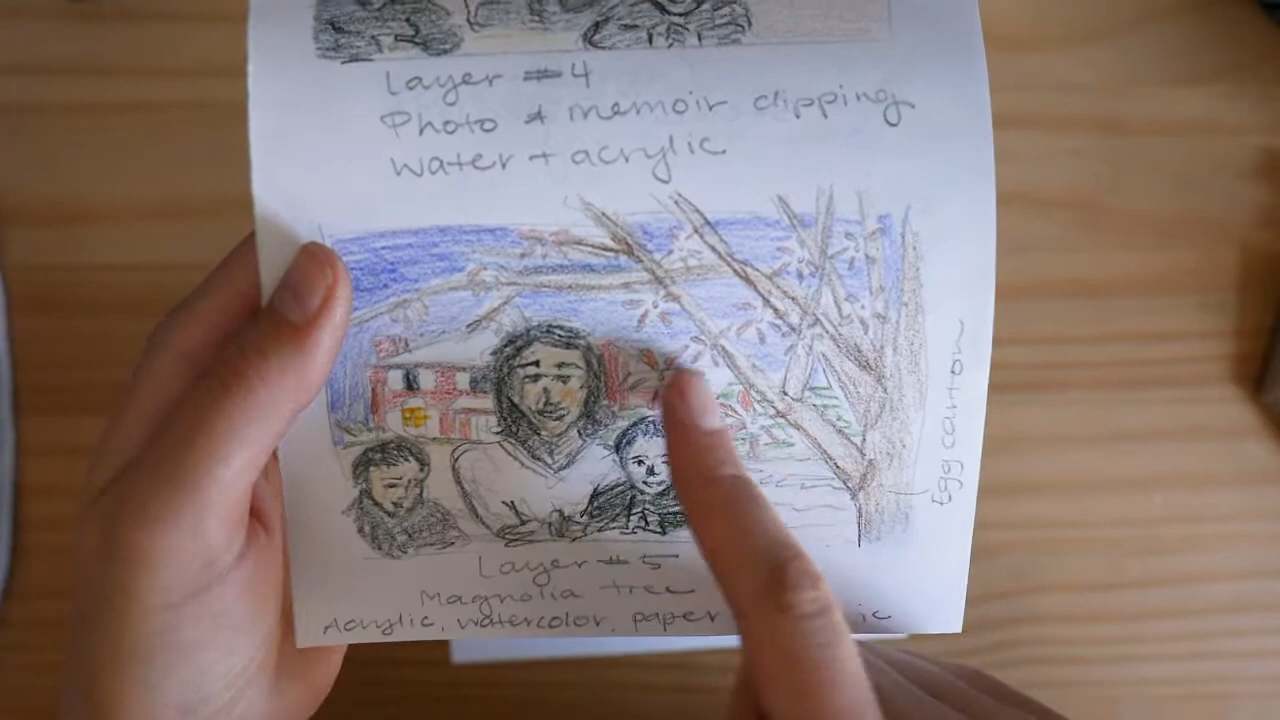 Layer #4
Photo & memoir clipping
water + acrylic
Egg carton
Layer #5
Magnolia tree
Acrylic, watercolor, paper